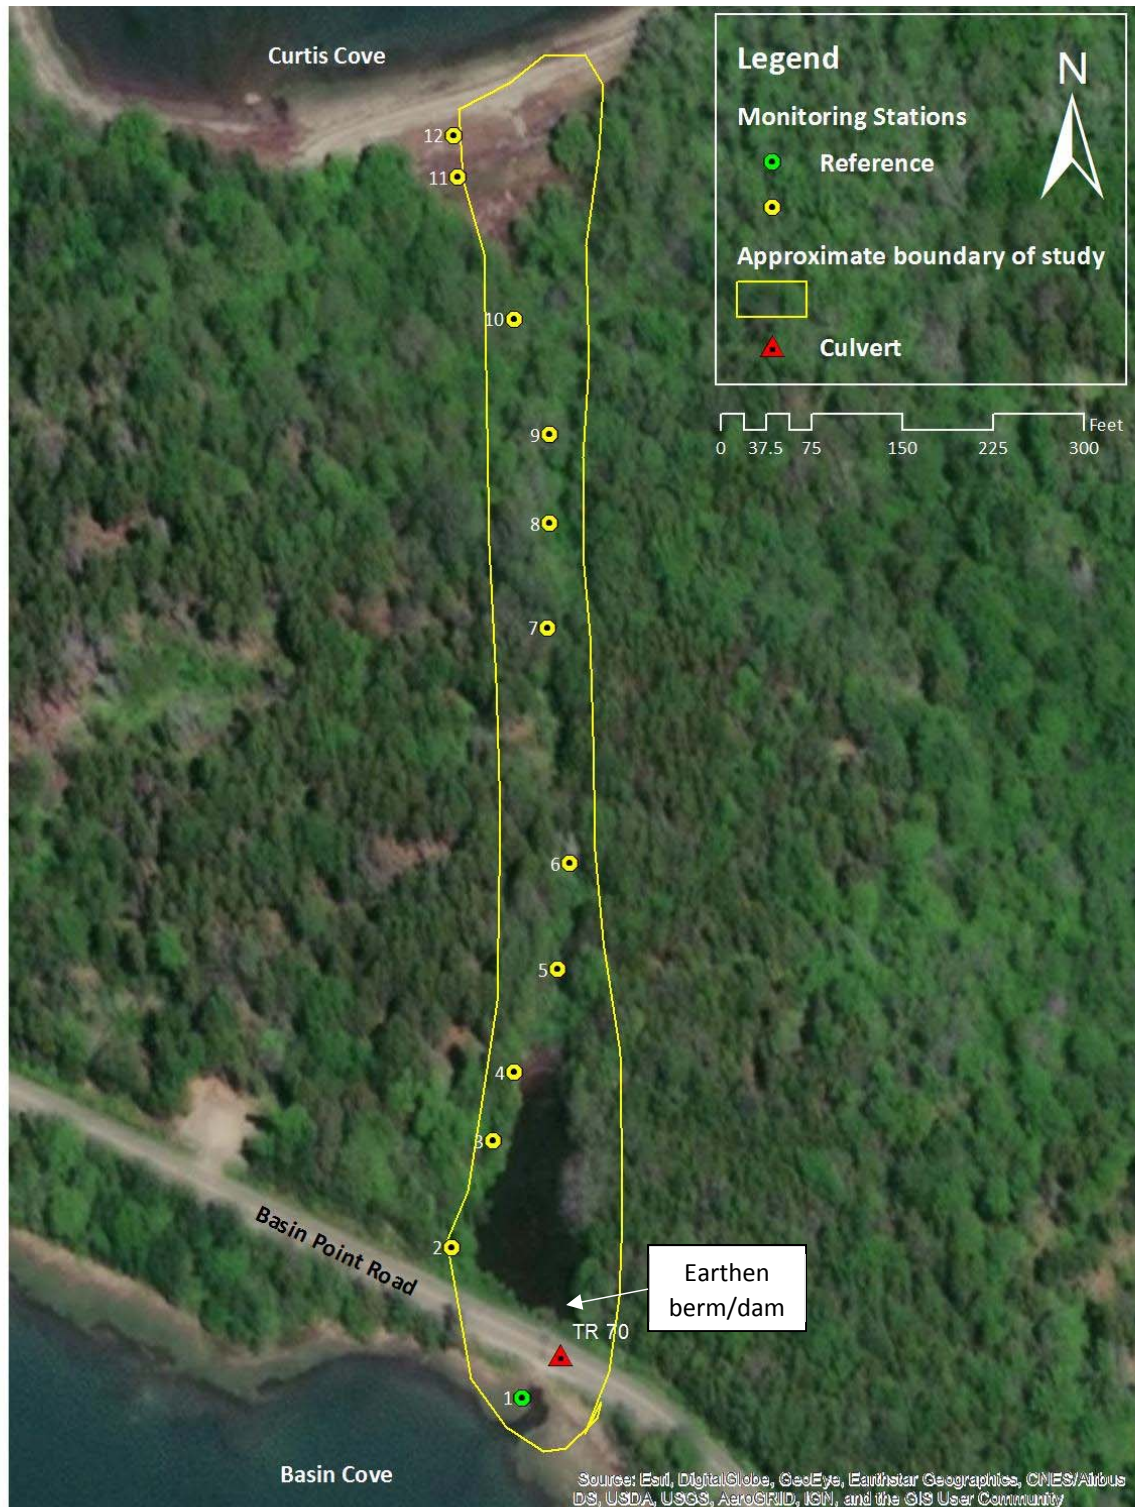 Curtis Cove
Legend
N
Monitoring Stations
Reference
Approximate boundary of study
Culvert
Feet
0 37.5 75 150 225 300
12
11
10
9
8
7
6
5
4
3
2
Basin Point Road
Earthen
berm/dam
TR 70
1
Basin Cove
Source: Esri, DigitalGlobe, GeoEye, Earthstar Geographics, CNES/Airbus
DS, USDA, USGS, AeroGRID, IGN, and the GIS User Community